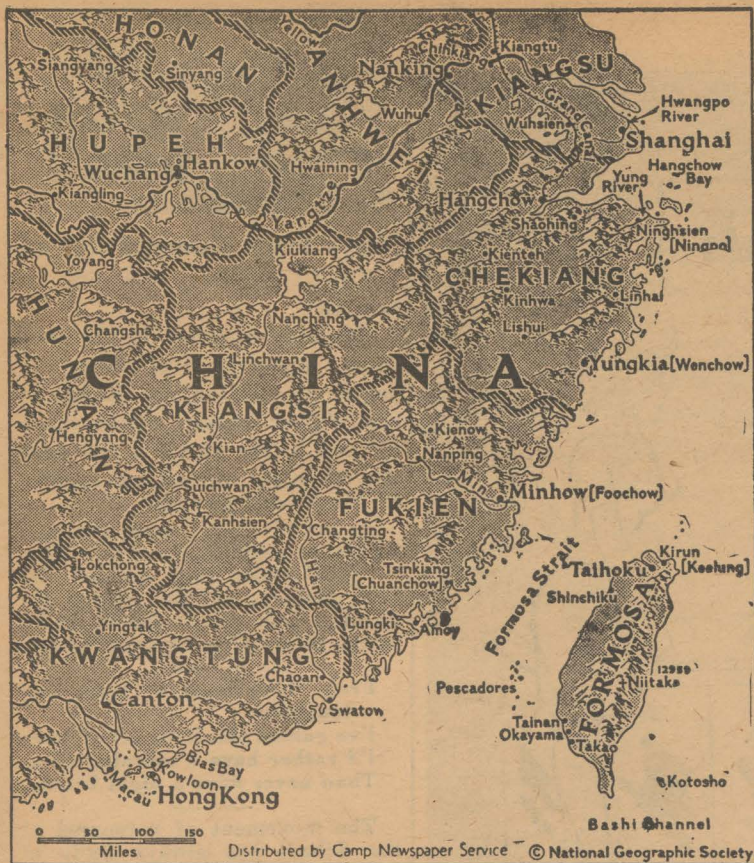 HONAN
Siangyang
Sinyang
Yellow
ANHWE
Chinkiang
Kiangtu
Nanking
KIANGSU
Grand Canal
Wuhsien
Hwangpo
River
Shanghai
HUPEH
Wuhu
Hankow
Wuchang
Hwaining
Hangchow
Bay
Yung
River
Kiangling
Yangtze
Hangchow
Shaohing
Ninghsien
[Ningpo]
Yoyang
Kiukiang
Kienteh
CHEKIANG
HUNAN
Nanchang
Kinhwa
Linhai
Changsha
Lishui
CHINA
Linchwan
Yungkia [Wenchow]
KIANGSI
Hengyang
Kian
Kienow
Nanping
Suichwan
Min
Minhow [Foochow]
FUKIEN
Kanhsien
Changting
Lokchong
Tsinkiang
[Chuanchow]
Han
Formosa Strait
Taihoku
Kirun
[Keelung]
Shinchiku
Yingtak
Lungki
Amoy
KWANGTUNG
FORMOSA
12959
Niitaka
Chaoan
Pescadores
Canton
Swatow
Tainan
Okayama
Takao
Bias Bay
Kowloon
Macau
Hong Kong
Kotosho
Bashi Channel
0 50 100 150
Miles
Distributed by Camp Newspaper Service © National Geographic Society